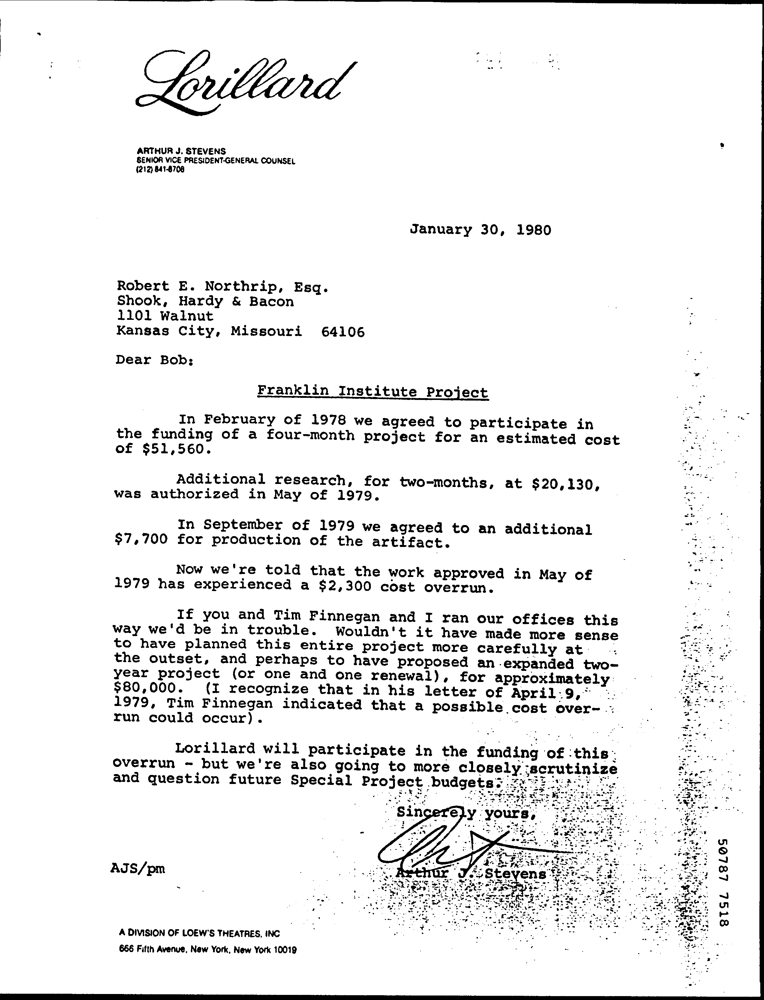 Lorillard
ARTHUR J. STEVENS
SENIOR VICE PRESIDENT-GENERAL COUNSEL
(212) 841-8708
January 30, 1980
Robert E. Northrip, Esq.
Shook, Hardy & Bacon
1101 Walnut
Kansas City, Missouri 64106
Dear Bob:
Franklin Institute Project
In February of 1978 we agreed to participate in
the funding of a four-month project for an estimated cost
of $51,560.
Additional research, for two-months, at $20,130,
was authorized in May of 1979.
In September of 1979 we agreed to an additional
$7,700 for production of the artifact.
Now we're told that the work approved in May of
1979 has experienced a $2,300 cost overrun.
If you and Tim Finnegan and I ran our offices this
way we'd be in trouble. Wouldn't it have made more sense
to have planned this entire project more carefully at
the outset, and perhaps to have proposed an expanded two-
year project (or one and one renewal), for approximately
$80,000. (I recognize that in his letter of April 9,
1979, Tim Finnegan indicated that a possible cost over-
run could occur).
Lorillard will participate in the funding of this
overrun - but we're also going to more closely scrutinize
and question future Special Project budgets.
Sincerely yours,
Art
Arthur J. Stevens
AJS/pm
A DIVISION OF LOEW'S THEATRES, INC
666 Fifth Avenue, New York, New York 10019
50787 7518